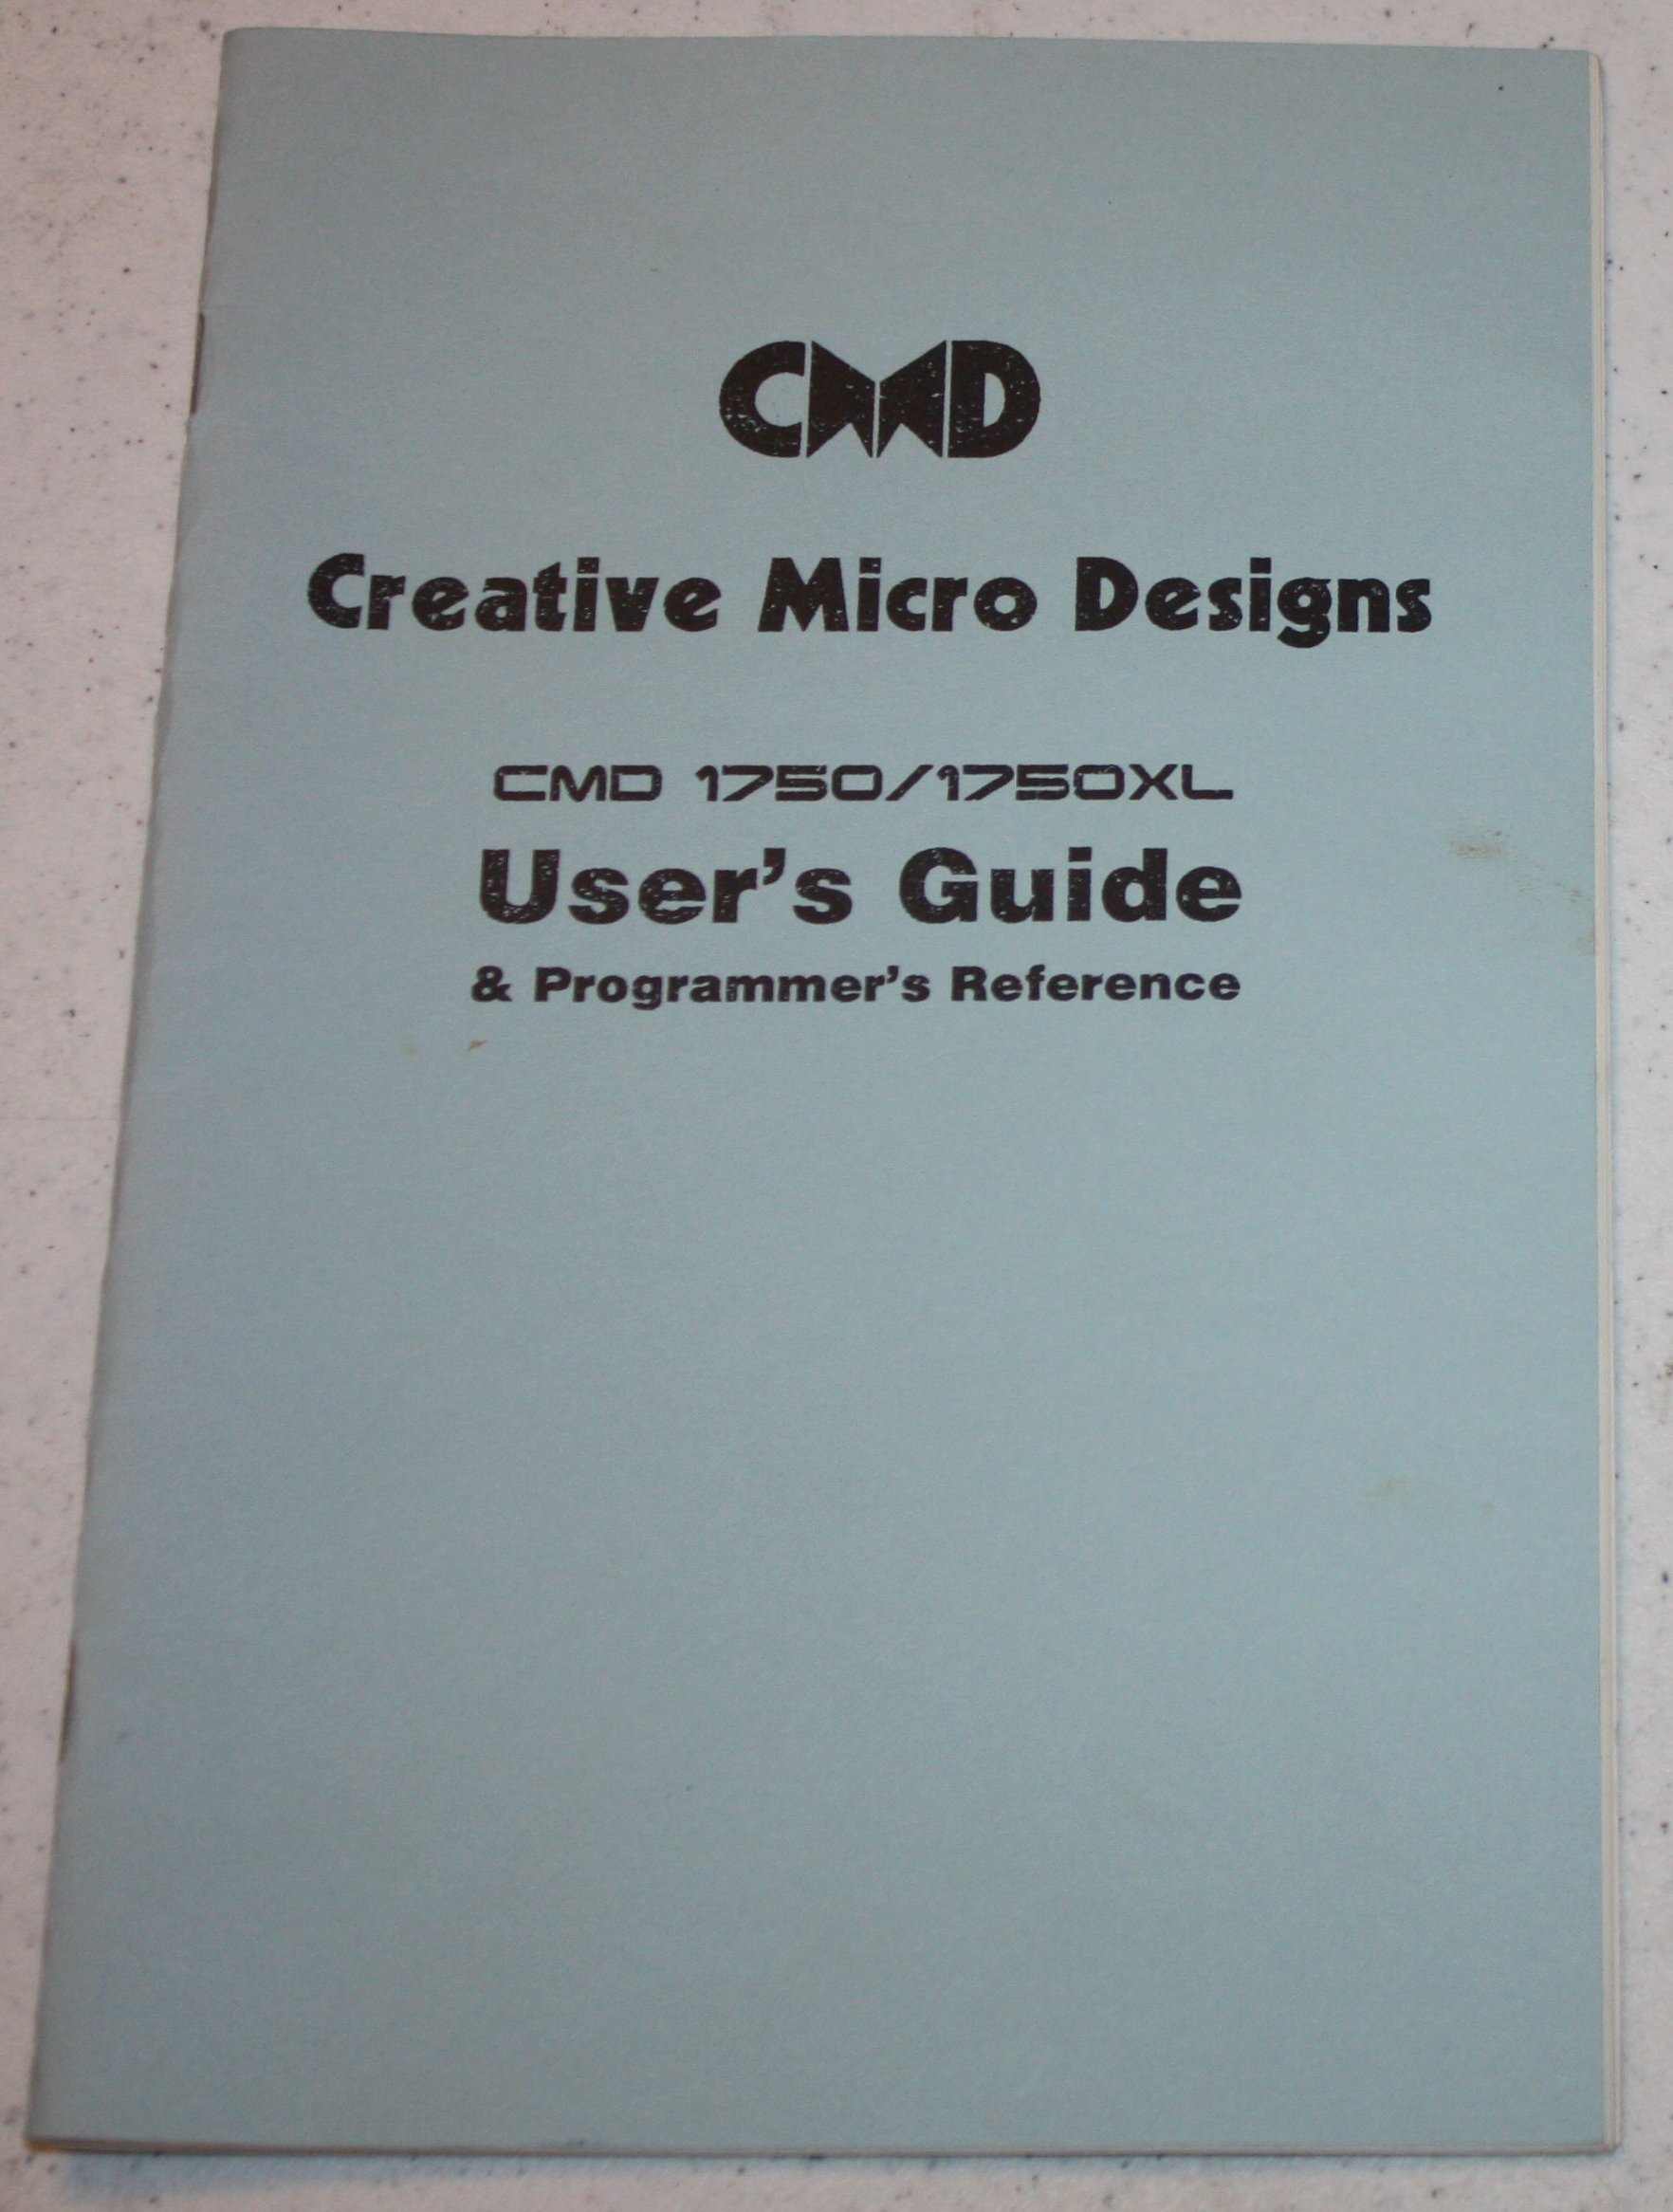 CMD
Creative Micro Designs
CMD 1750/1750XL
User's Guide
& Programmer's Reference